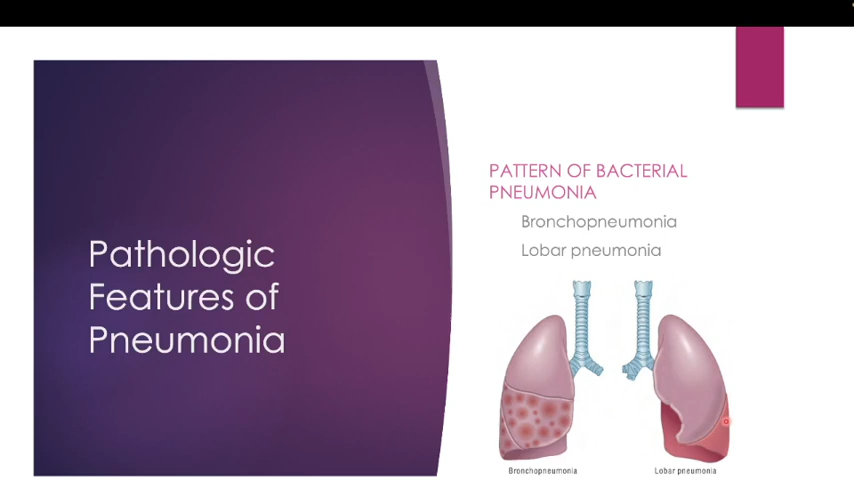 Pathologic
Features of
Pneumonia
PATTERN OF BACTERIAL
PNEUMONIA
Bronchopneumonia
Lobar pneumonia
Bronchopneumonia
Lobar pneumonia